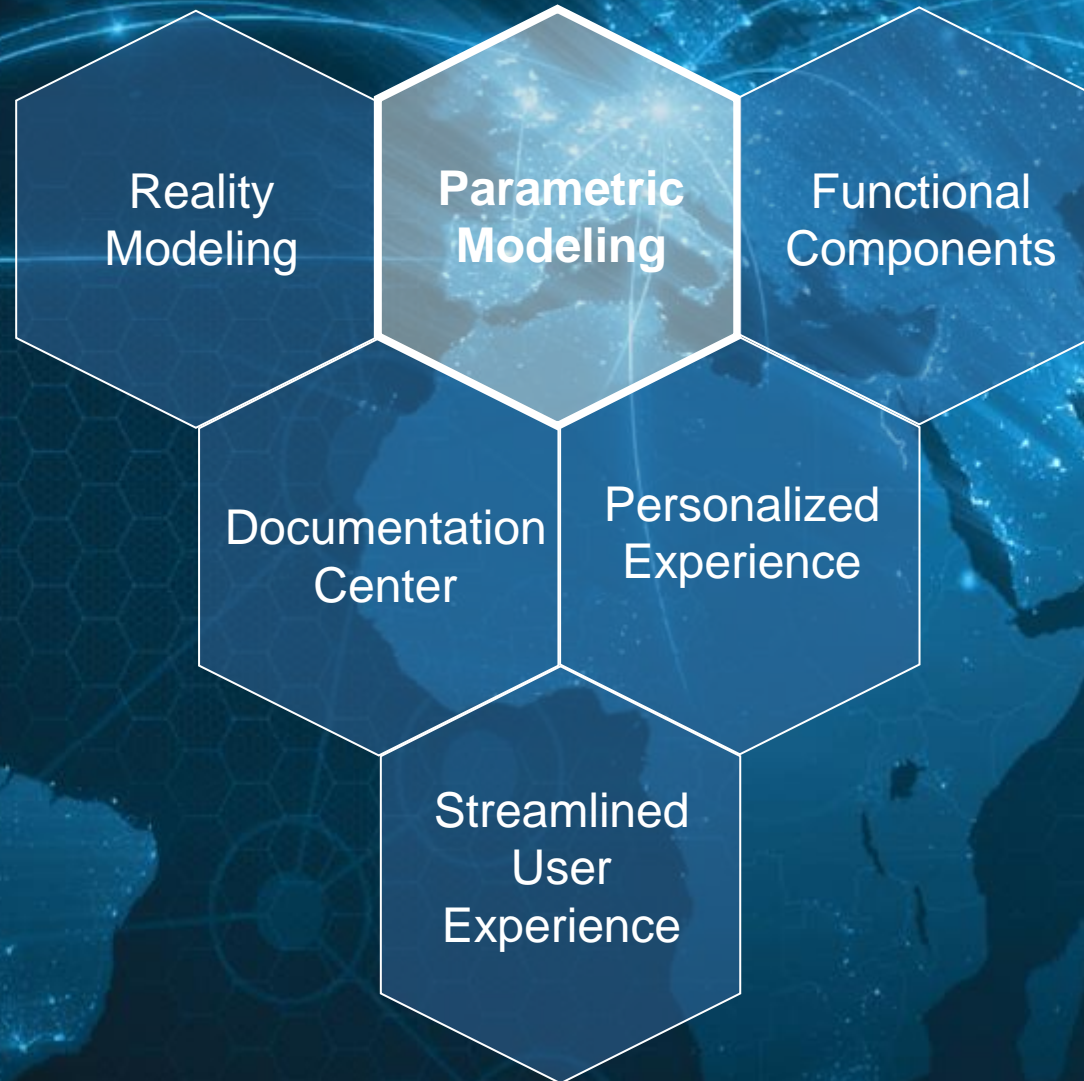 Reality
Modeling
Parametric
Modeling
Functional
Components
Documentation
Center
Personalized
Experience
Streamlined
User
Experience